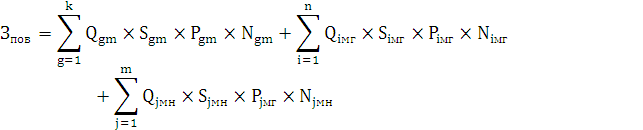 Зпов = ∑ k g=1 Qgm × Sgm × Pgm × Ngm + ∑ n i=1 Qімг × Sімг × Pімг × Nімг
+ ∑ m j=1 Qjмн × Sjмн × Pjмг × Njмн